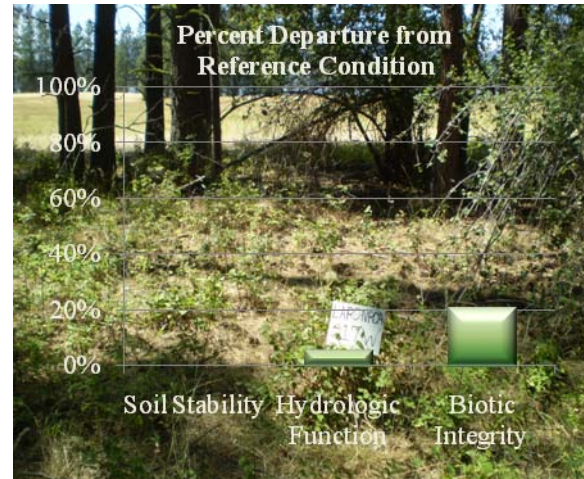 Percent Departure from
Reference Condition
100%
80%
60%
40%
20%
0%
Soil Stability
Hydrologic
Function
Biotic
Integrity